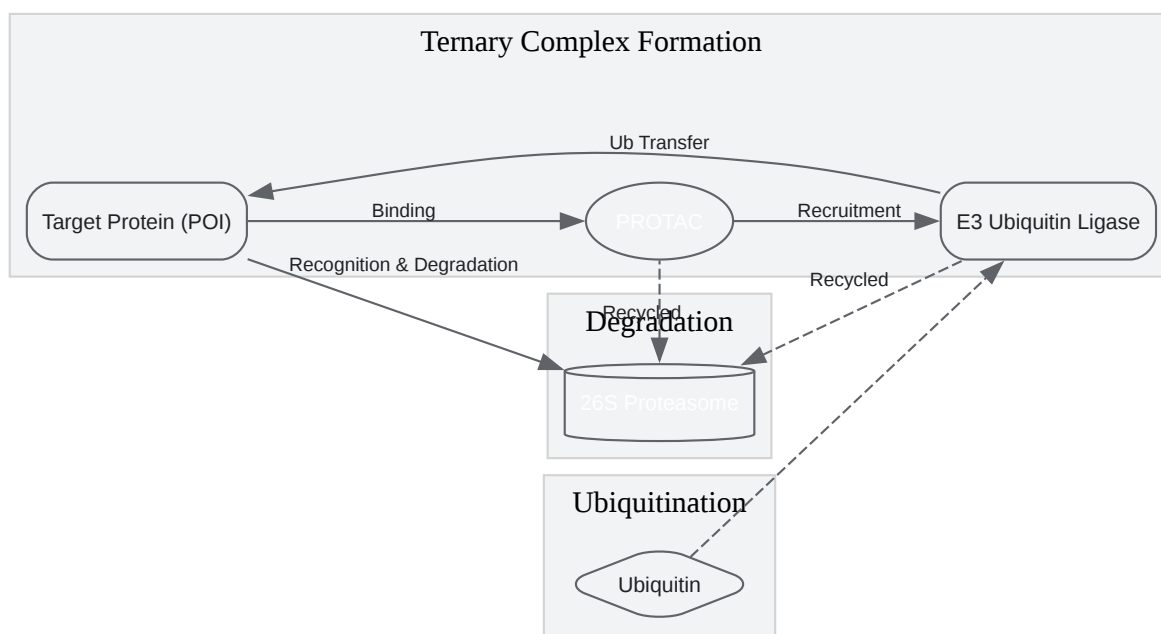 Ternary Complex Formation
Ub Transfer
Target Protein (POI)
Binding
PROTAC
Recruitment
E3 Ubiquitin Ligase
Recognition & Degradation
Recycled
Recycled
Degradation
26S Proteasome
Ubiquitination
Ubiquitin